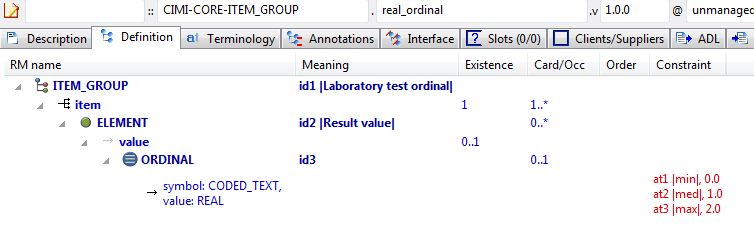 :: CIMI-CORE-ITEM_GROUP . real_ordinal .v 1.0.0 @ unmanaged
Description Definition Terminology Annotations Interface Slots (0/0) Clients/Suppliers ADL
RM name Meaning Existence Card/Occ Order Constraint
ITEM_GROUP id1 |Laboratory test ordinal|
item 1 1..*
ELEMENT id2 |Result value| 0..*
value 0..1
ORDINAL id3 0..1
symbol: CODED_TEXT, at1 |min|, 0.0
value: REAL at2 |med|, 1.0
at3 |max|, 2.0